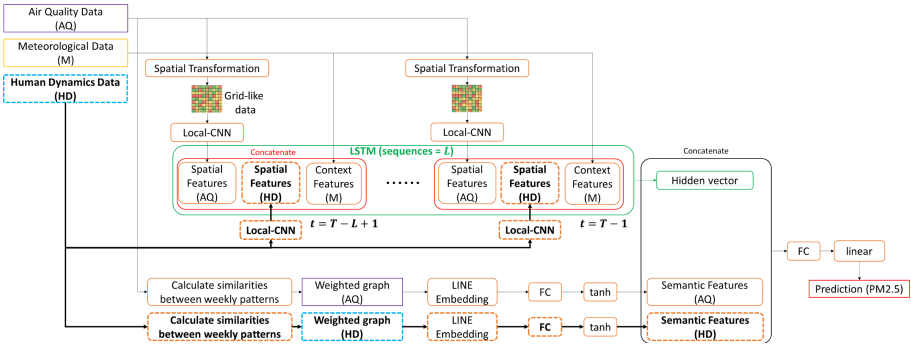 Air Quality Data
(AQ)
Meteorological Data
(M)
Human Dynamics Data
(HD)
Spatial Transformation
Spatial Transformation
Grid-like
data
Local-CNN
Local-CNN
LSTM (sequences = L)
Concatenate
Concatenate
Spatial
Features
(AQ)
Spatial
Features
(HD)
Context
Features
(M)
......
Spatial
Features
(AQ)
Spatial
Features
(HD)
Context
Features
(M)
Hidden vector
t = T − L + 1
t = T − 1
Local-CNN
Local-CNN
FC
linear
Prediction (PM2.5)
Calculate similarities
between weekly patterns
Weighted graph
(AQ)
LINE
Embedding
FC
tanh
Semantic Features
(AQ)
Calculate similarities
between weekly patterns
Weighted graph
(HD)
LINE
Embedding
FC
tanh
Semantic Features
(HD)